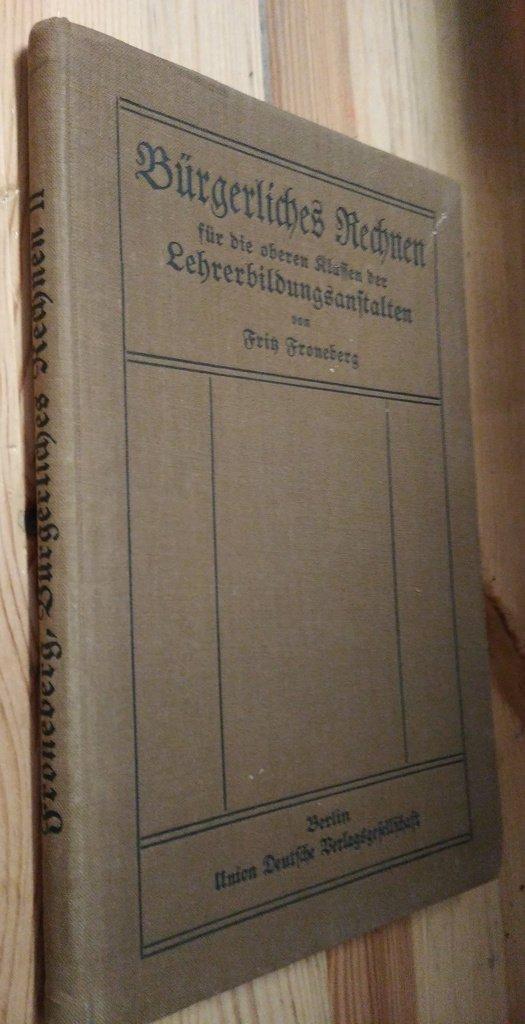 Bürgerliches Rechnen
für die oberen Klassen der
Lehrerbildungsanstalten
von
Fritz Froneberg
Berlin
Union Deutsche Verlagsgesellschaft
Froneberg, Bürgerliches Rechnen II